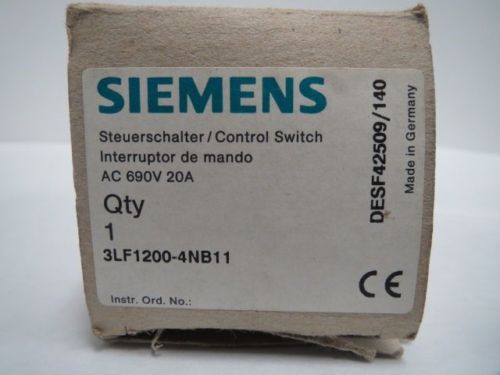 SIEMENS
Steuerschalter/Control Switch
Interruptor de mando
AC 690V 20A
Qty
1
3LF1200-4NB11
Instr. Ord. No.:
DESF42509/140
Made in Germany
CE